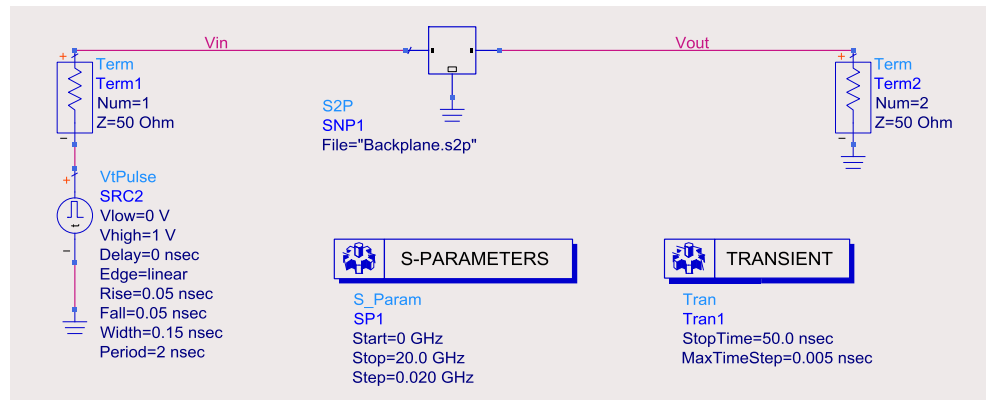 Vin
Vout
Term
Term1
Num=1
Z=50 Ohm
S2P
SNP1
File="Backplane.s2p"
Term
Term2
Num=2
Z=50 Ohm
VtPulse
SRC2
Vlow=0 V
Vhigh=1 V
Delay=0 nsec
Edge=linear
Rise=0.05 nsec
Fall=0.05 nsec
Width=0.15 nsec
Period=2 nsec
S-PARAMETERS
S_Param
SP1
Start=0 GHz
Stop=20.0 GHz
Step=0.020 GHz
TRANSIENT
Tran
Tran1
StopTime=50.0 nsec
MaxTimeStep=0.005 nsec